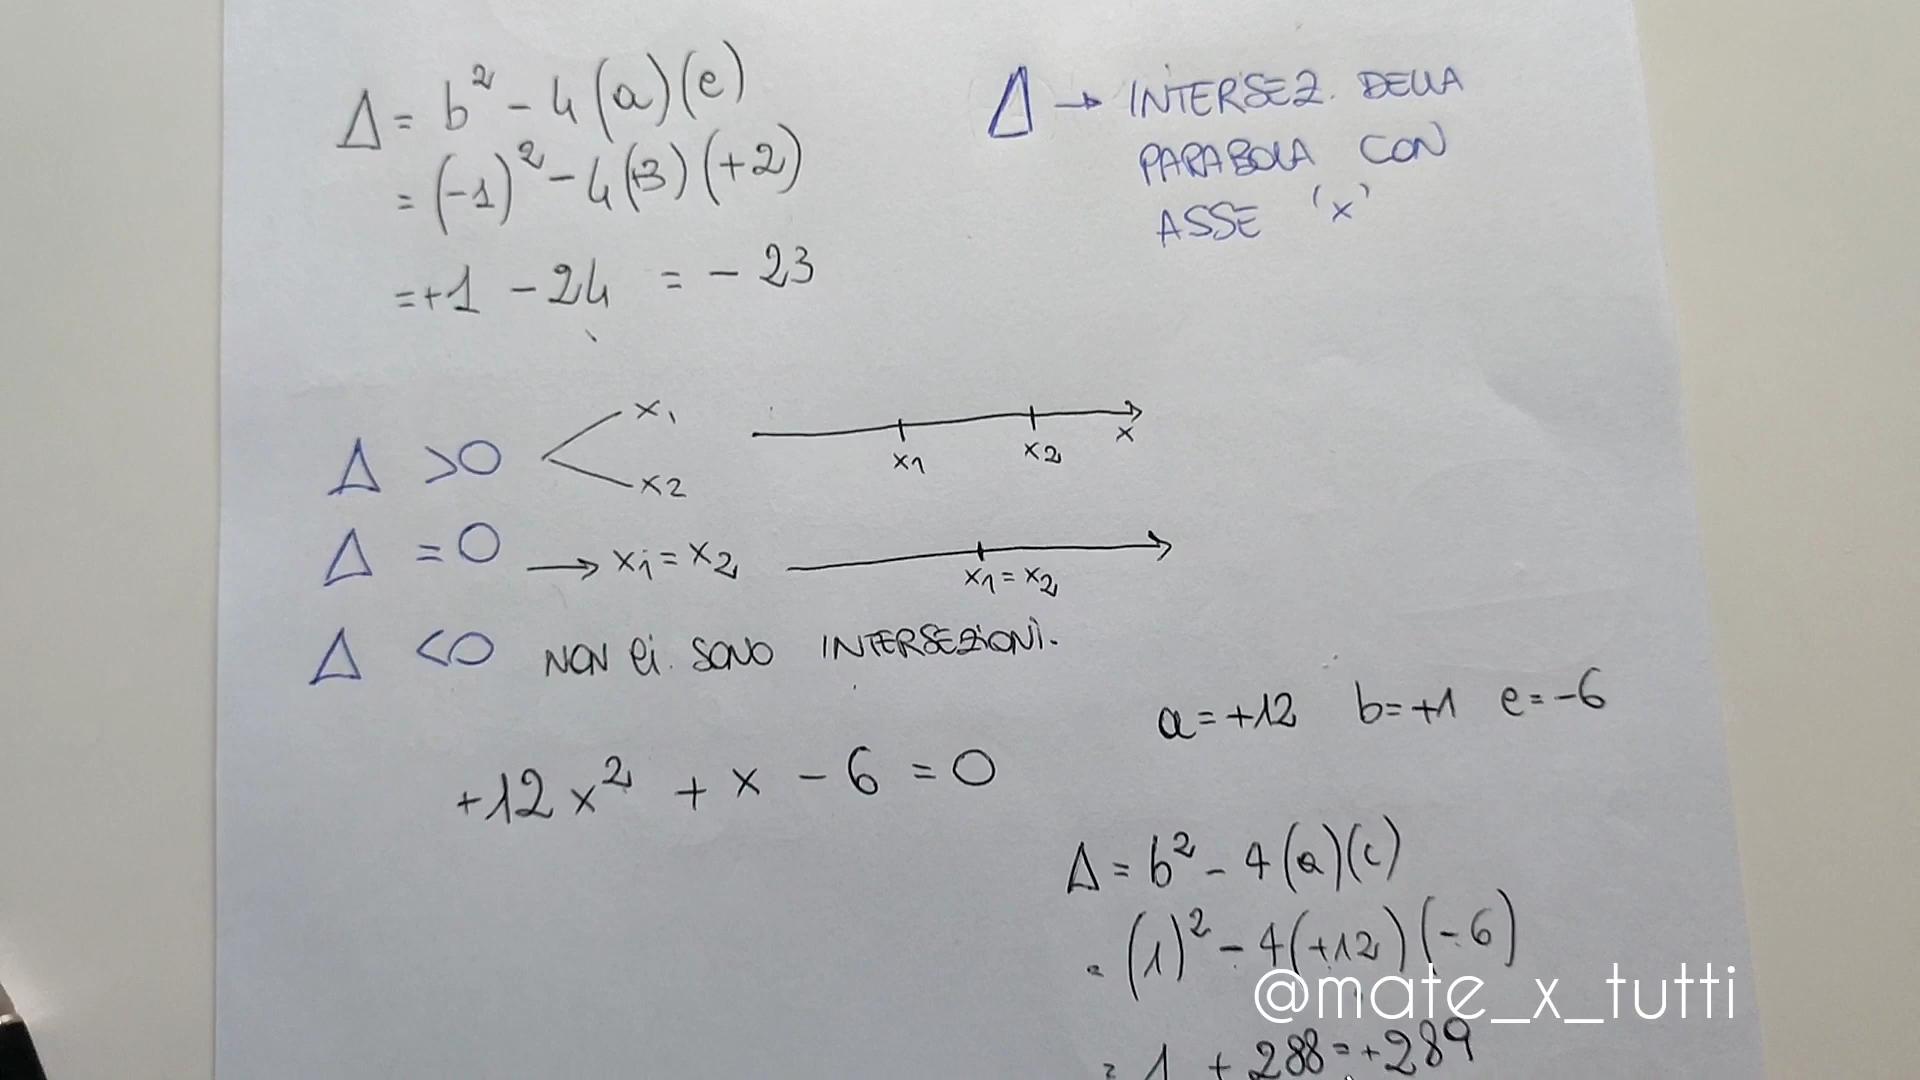 Δ = b² - 4(a)(c)
= (-1)² - 4(3)(+2)
= +1 - 24 = - 23
Δ → INTERSEZ. DELLA
PARABOLA CON
ASSE 'x'
Δ >0 x₁
x2
x1 x2 x
Δ =0 → x₁ = x₂
x₁ = x₂
Δ <0 NON ci SONO INTERSEZIONI.
a=+12 b=+1 c=-6
+12x² + x - 6 = 0
Δ = b² - 4(a)(c)
= (1)² - 4(+12)(-6)
@mate_x_tutti
= 1 + 288 = +289